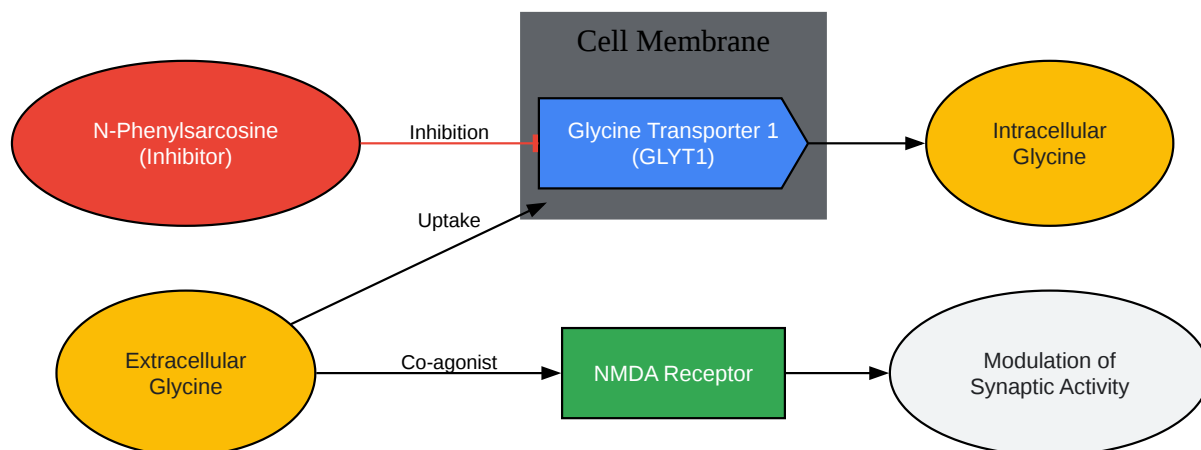 Cell Membrane
N-Phenylsarcosine
(Inhibitor)
Inhibition
Glycine Transporter 1
(GLYT1)
Intracellular
Glycine
Uptake
Extracellular
Glycine
Co-agonist
NMDA Receptor
Modulation of
Synaptic Activity